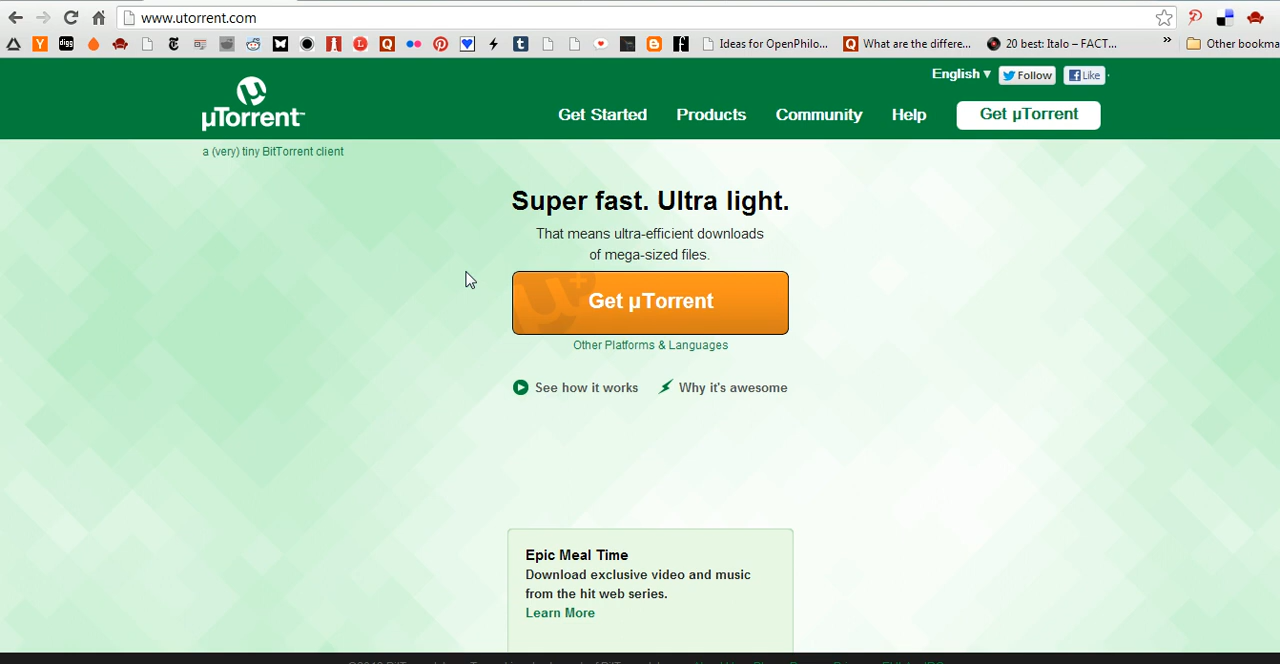 www.utorrent.com
digg
Ideas for OpenPhilo...
What are the differe...
20 best: Italo – FACT...
»
Other bookma
English ▾
Follow
Like
µTorrent™
Get Started
Products
Community
Help
Get µTorrent
a (very) tiny BitTorrent client
Super fast. Ultra light.
That means ultra-efficient downloads
of mega-sized files.
Get µTorrent
Other Platforms & Languages
See how it works
Why it's awesome
Epic Meal Time
Download exclusive video and music
from the hit web series.
Learn More